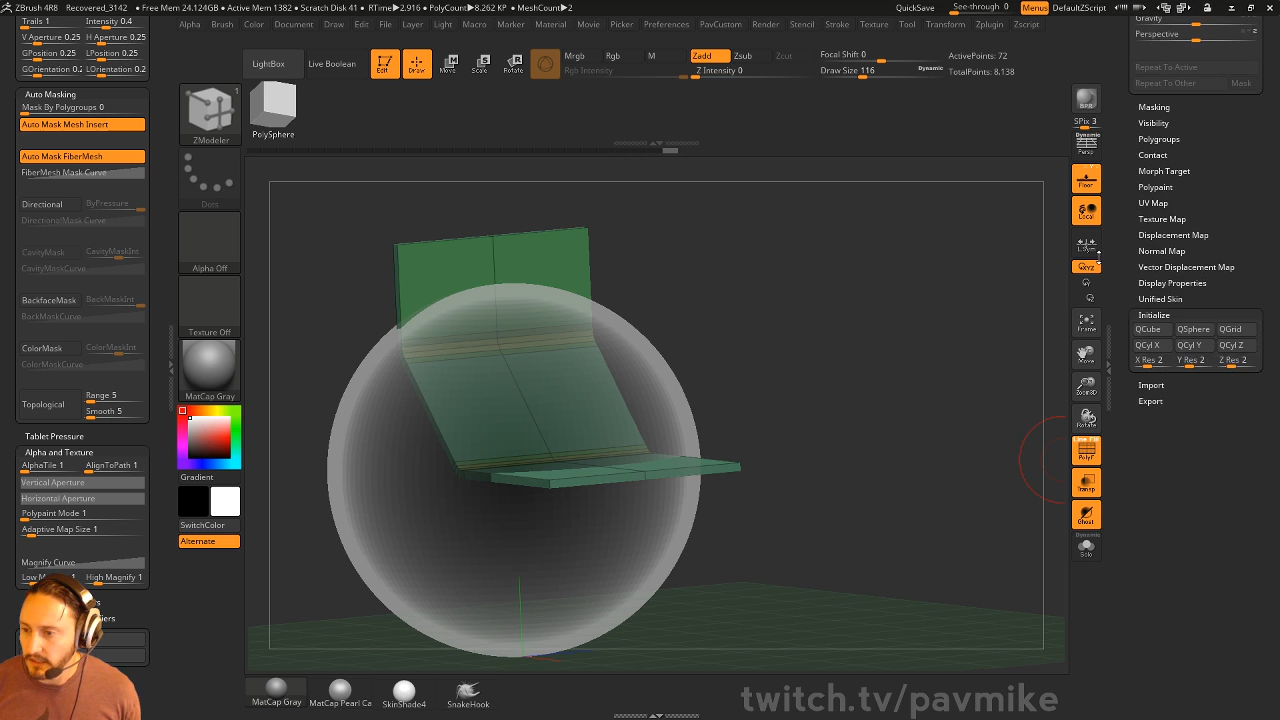 ZBrush 4R8 Recovered_3142 • Free Mem 24.124GB • Active Mem 1382 • Scratch Disk 41 • RTime▶2.916 • PolyCount▶8.262 KP • MeshCount▶2 QuickSave See-through 0 Menus DefaultZScript
Alpha Brush Color Document Draw Edit File Layer Light Macro Marker Material Movie Picker Preferences PavCustom Render Stencil Stroke Texture Tool Transform Zplugin Zscript
Trails 1 Intensity 0.4
V Aperture 0.25 H Aperture 0.25
GPosition 0.25 LPosition 0.25
LightBox
Live Boolean
Edit
Draw
Move
Scale
Rotate
Mrgb Rgb M
Rgb Intensity
Zadd Zsub Zcut
Z Intensity 0
Focal Shift 0
Draw Size 116
Dynamic
ActivePoints: 72
TotalPoints: 8,138
Auto Masking
Mask By Polygroups 0
Auto Mask Mesh Insert
Auto Mask FiberMesh
FiberMesh Mask Curve
Directional ByPressure
DirectionalMask Curve
CavityMask CavityMaskInt
CavityMaskCurve
BackfaceMask BackMaskInt
BackMaskCurve
ColorMask ColorMaskInt
ColorMaskCurve
Topological
Range 5
Smooth 5
Tablet Pressure
Alpha and Texture
AlphaTile 1 AlignToPath 1
Vertical Aperture
Horizontal Aperture
Polypaint Mode 1
Adaptive Map Size 1
Magnify Curve
High Magnify 1
1
ZModeler
PolySphere
Dots
Alpha Off
Texture Off
MatCap Gray
Gradient
SwitchColor
Alternate
BPR
SPix 3
Dynamic
Persp
Floor
Local
L.Sym
XYZ
Frame
Move
Zoom3D
Rotate
Line Fill
PolyF
Transp
Ghost
Dynamic
Solo
Gravity
Perspective
Repeat To Active
Repeat To Other Mask
Masking
Visibility
Polygroups
Contact
Morph Target
Polypaint
UV Map
Texture Map
Displacement Map
Normal Map
Vector Displacement Map
Display Properties
Unified Skin
Initialize
QCube QSphere QGrid
QCyl X QCyl Y QCyl Z
X Res 2 Y Res 2 Z Res 2
Import
Export
MatCap Gray
MatCap Pearl Ca
SkinShade4
SnakeHook
twitch.tv/pavmike